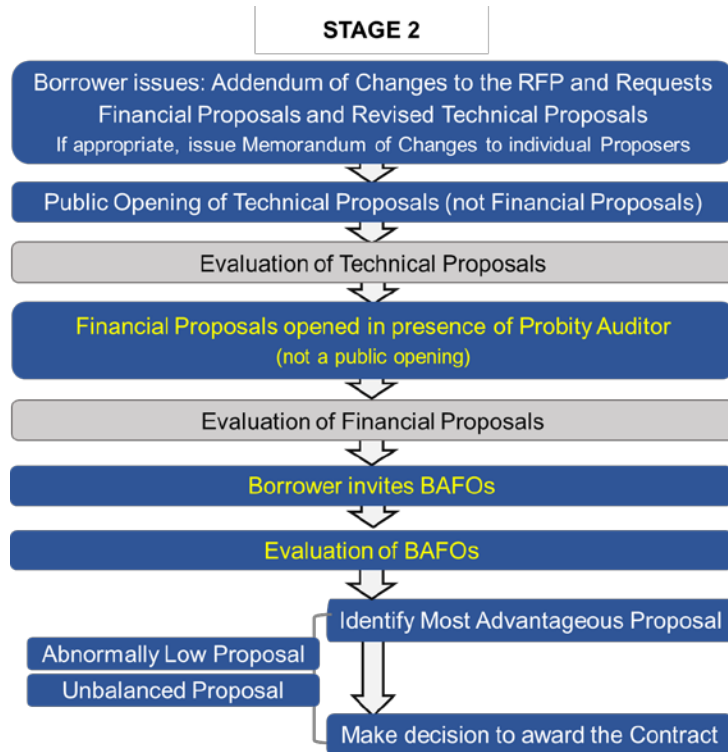 STAGE 2
Borrower issues: Addendum of Changes to the RFP and Requests
Financial Proposals and Revised Technical Proposals
If appropriate, issue Memorandum of Changes to individual Proposers
Public Opening of Technical Proposals (not Financial Proposals)
Evaluation of Technical Proposals
Financial Proposals opened in presence of Probity Auditor
(not a public opening)
Evaluation of Financial Proposals
Borrower invites BAFOs
Evaluation of BAFOs
Identify Most Advantageous Proposal
Abnormally Low Proposal
Unbalanced Proposal
Make decision to award the Contract